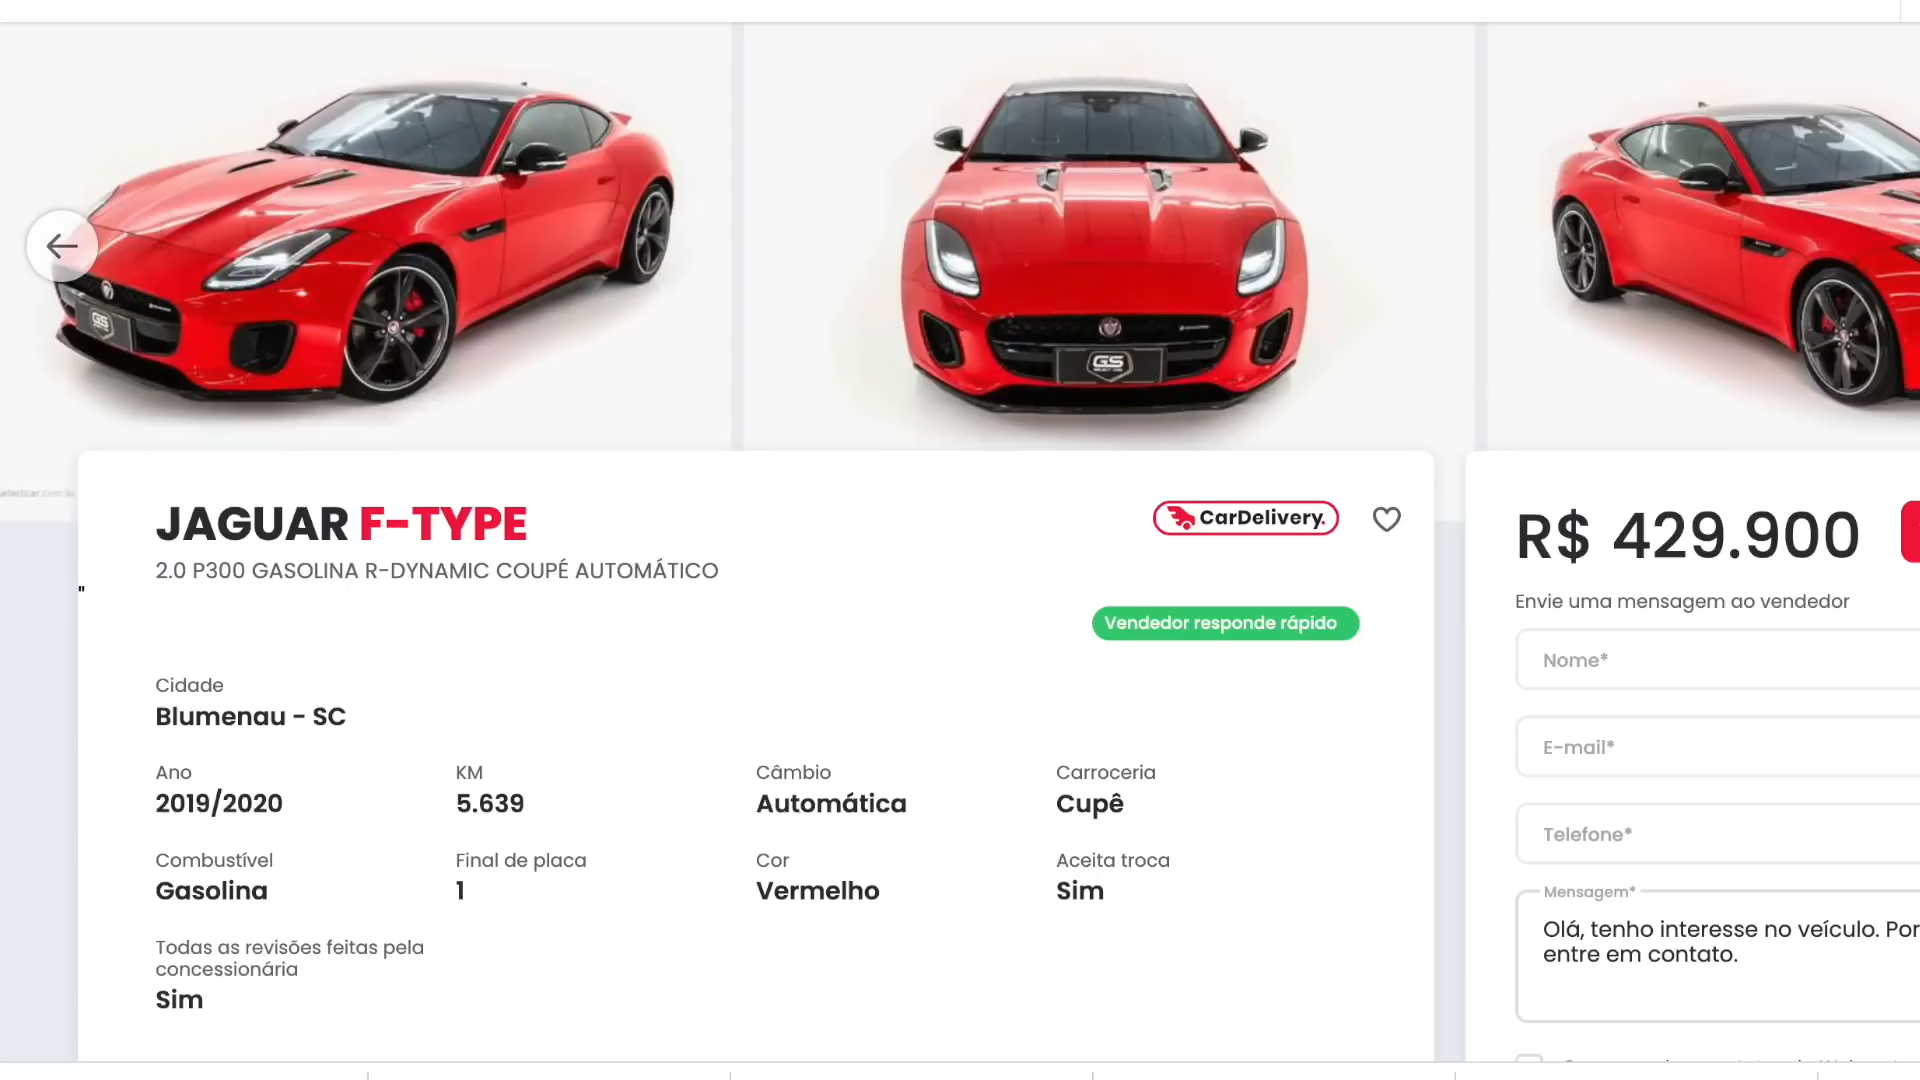 GS
GS
JAGUAR F-TYPE
CarDelivery.
2.0 P300 GASOLINA R-DYNAMIC COUPÉ AUTOMÁTICO
"
Vendedor responde rápido
Cidade
Blumenau - SC
Ano
2019/2020
KM
5.639
Câmbio
Automática
Carroceria
Cupê
Combustível
Gasolina
Final de placa
1
Cor
Vermelho
Aceita troca
Sim
Todas as revisões feitas pela
concessionária
Sim
R$ 429.900
Envie uma mensagem ao vendedor
Nome*
E-mail*
Telefone*
Mensagem*
Olá, tenho interesse no veículo. Por
entre em contato.